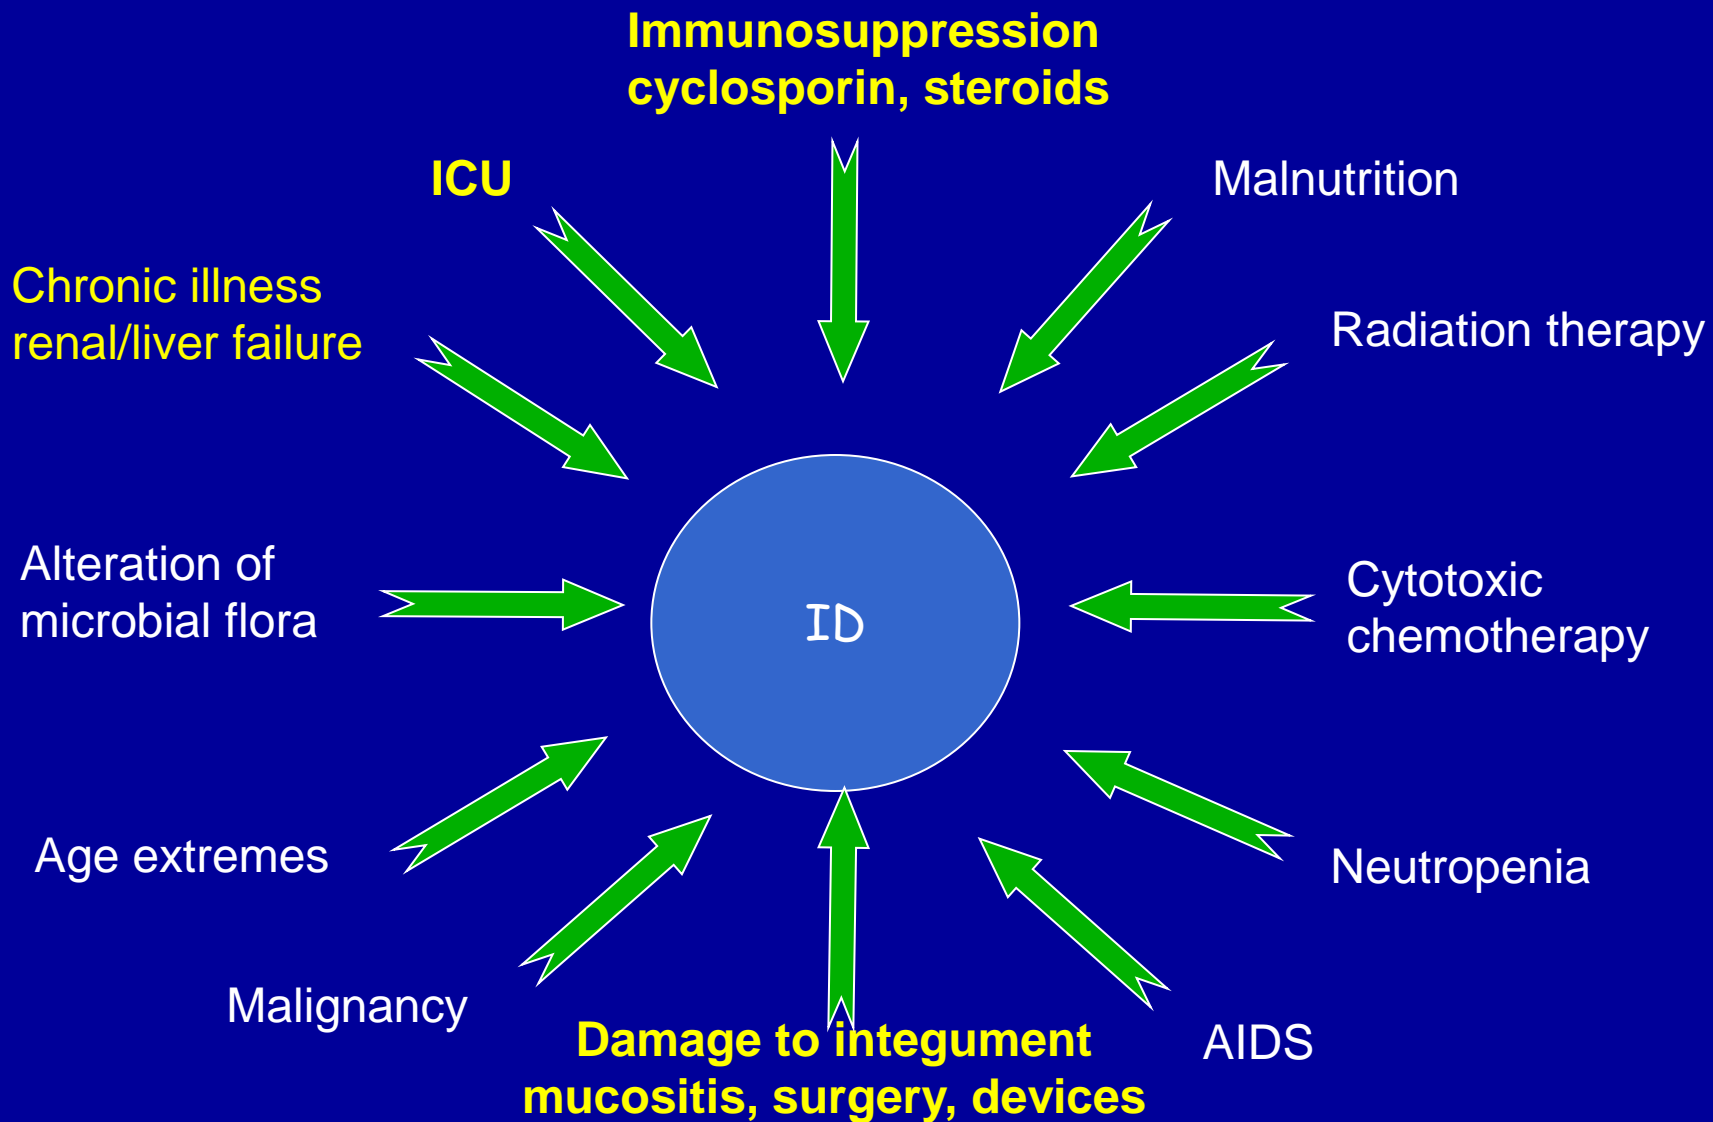 Immunosuppression
cyclosporin, steroids
ICU
Malnutrition
Chronic illness
renal/liver failure
Radiation therapy
Alteration of
microbial flora
ID
Cytotoxic
chemotherapy
Age extremes
Neutropenia
Malignancy
Damage to integument
mucositis, surgery, devices
AIDS